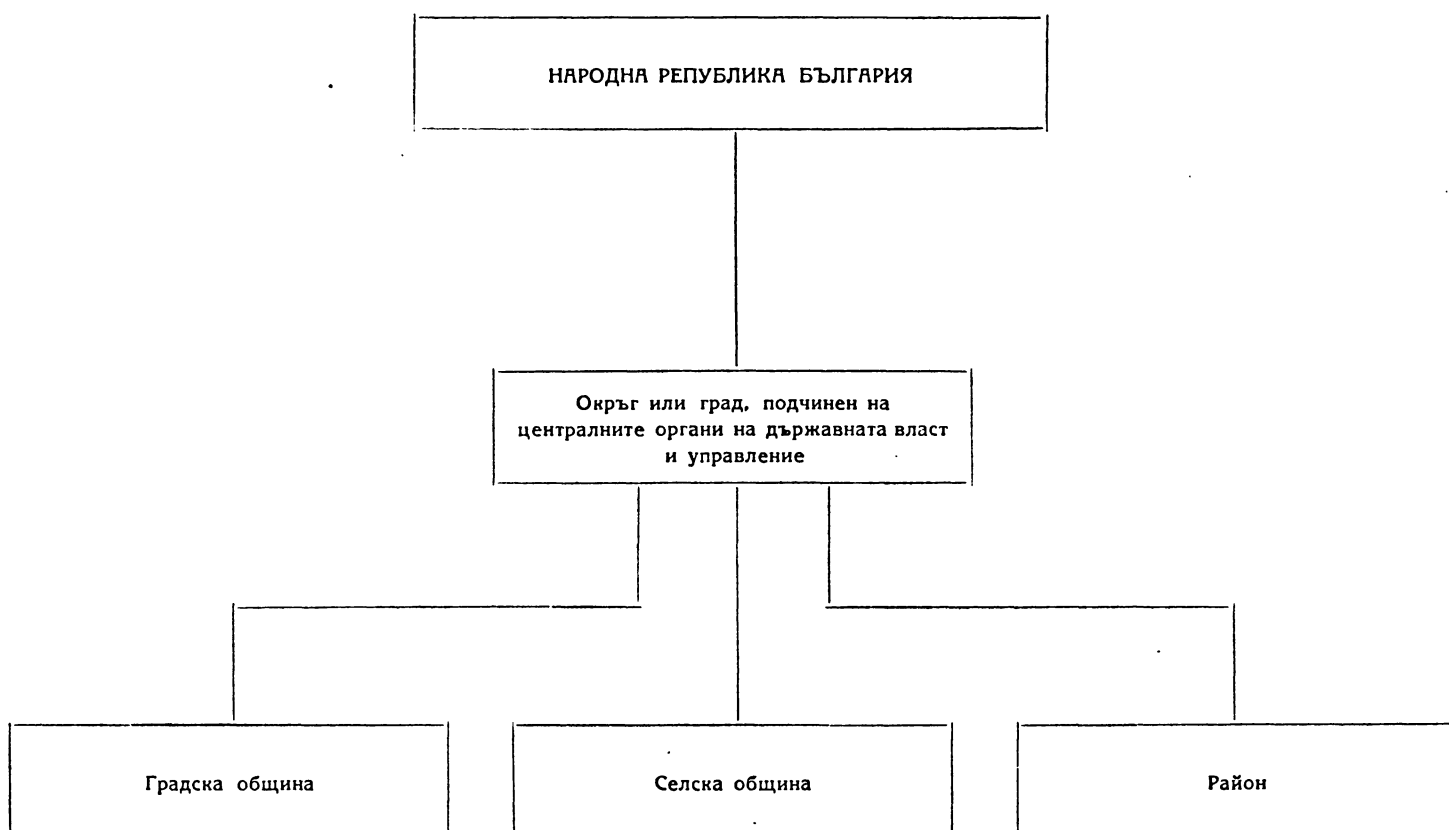 НАРОДНА РЕПУБЛИКА БЪЛГАРИЯ
Окръг или град, подчинен на
централните органи на държавната власт
и управление
Градска община
Селска община
Район